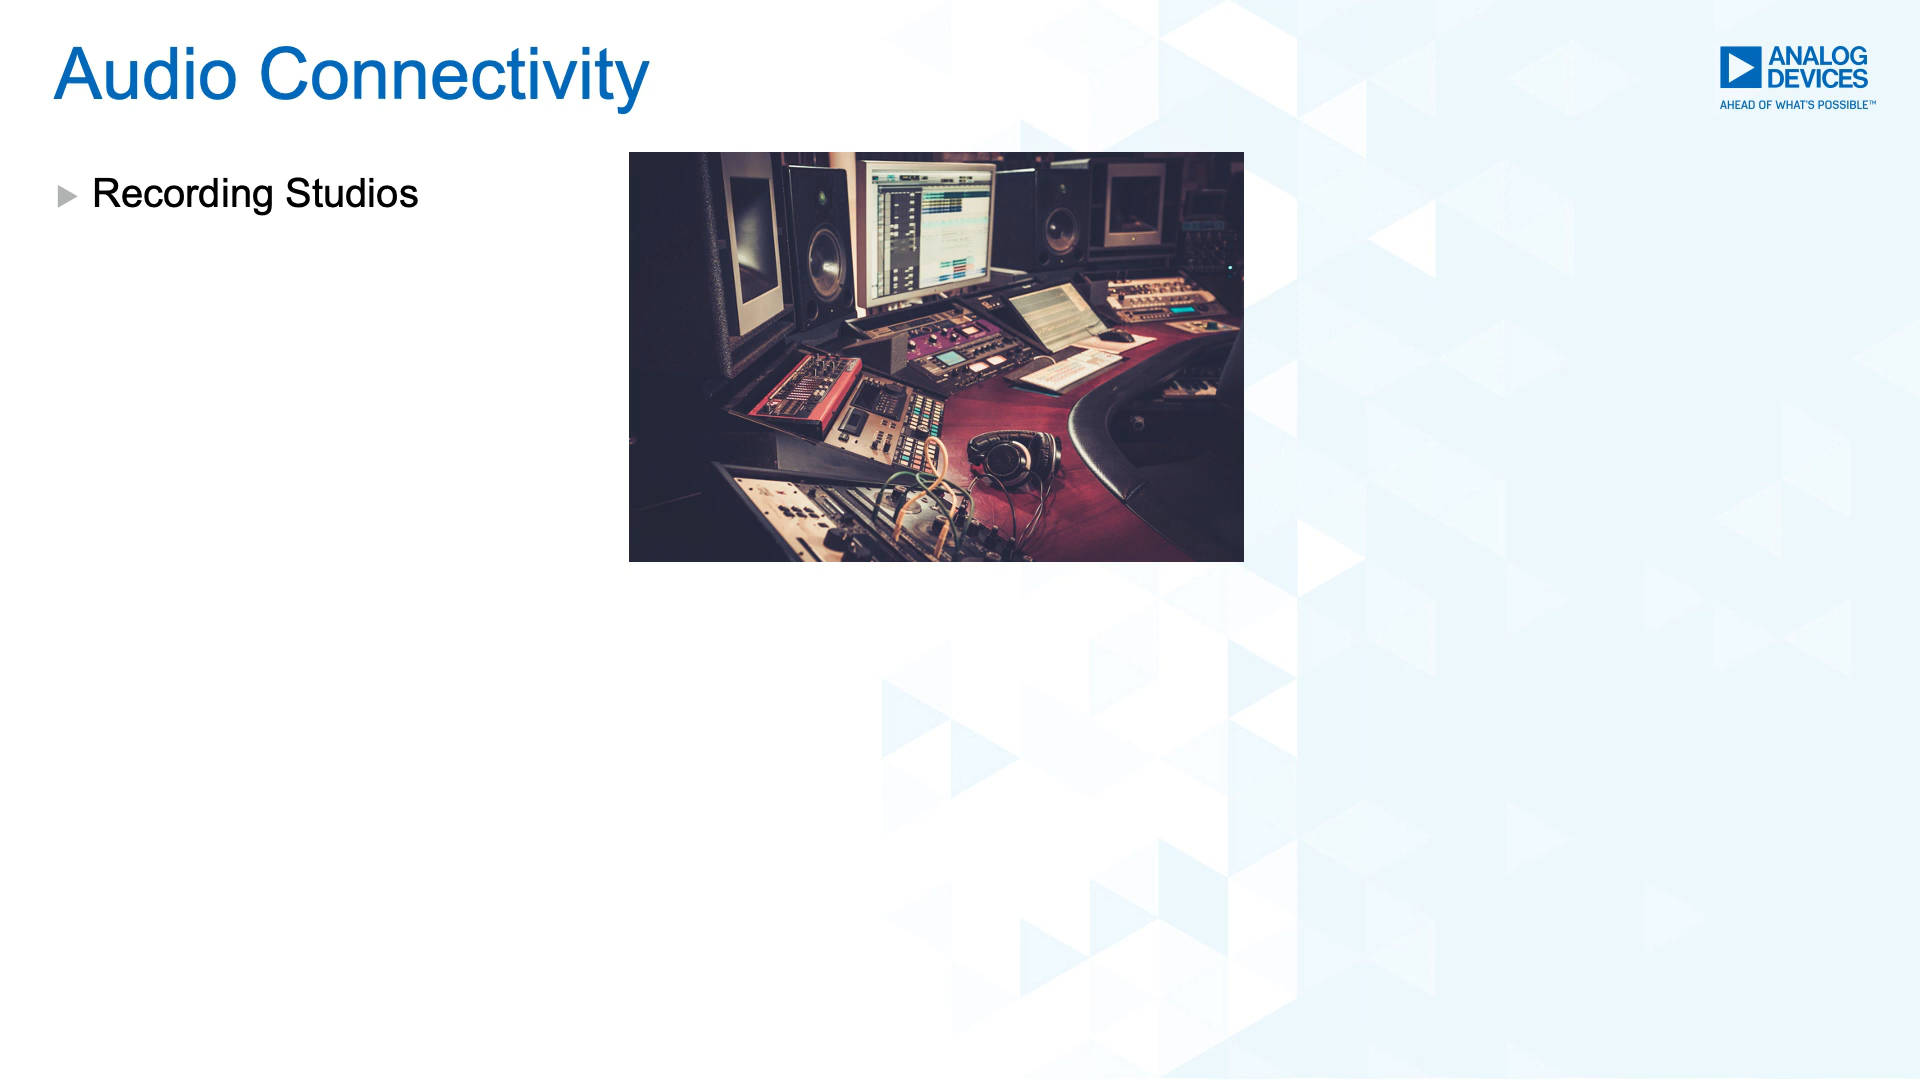 Audio Connectivity
ANALOG
DEVICES
AHEAD OF WHAT'S POSSIBLE™
Recording Studios